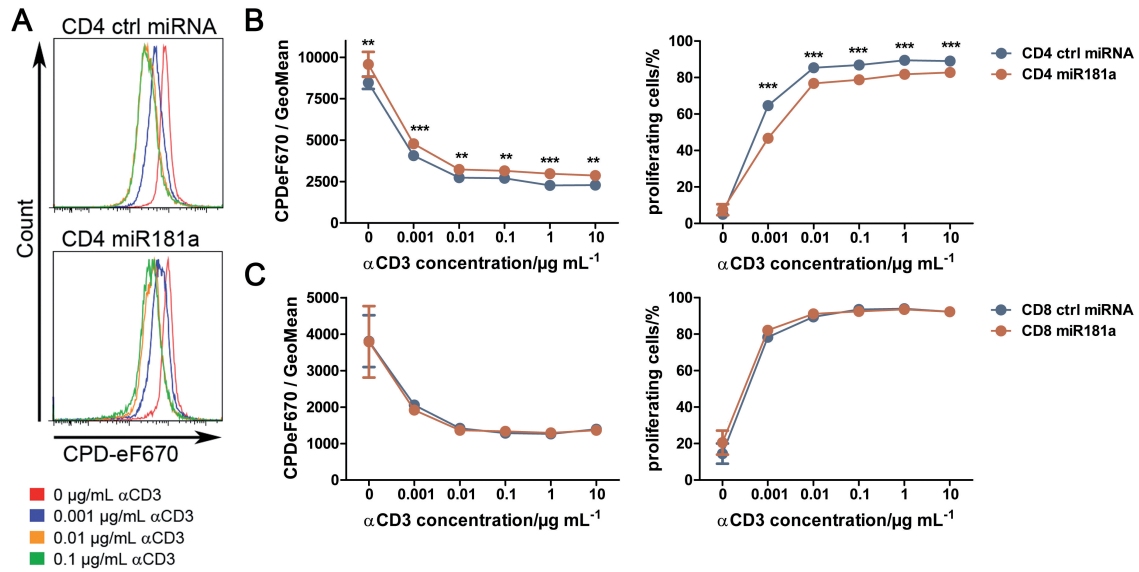 A
CD4 ctrl miRNA
CD4 miR181a
Count
CPD-eF670
0 µg/mL αCD3
0.001 µg/mL αCD3
0.01 µg/mL αCD3
0.1 µg/mL αCD3
B
CPDeF670 / GeoMean
10000
7500
5000
2500
0
** *** ** ** *** **
0 0.001 0.01 0.1 1 10
αCD3 concentration/µg mL-1
proliferating cells/%
100
80
60
40
20
0
*** *** *** *** ***
0 0.001 0.01 0.1 1 10
αCD3 concentration/µg mL-1
CD4 ctrl miRNA
CD4 miR181a
C
CPDeF670 / GeoMean
5000
4000
3000
2000
1000
0
0 0.001 0.01 0.1 1 10
αCD3 concentration/µg mL-1
proliferating cells/%
100
80
60
40
20
0
0 0.001 0.01 0.1 1 10
αCD3 concentration/µg mL-1
CD8 ctrl miRNA
CD8 miR181a